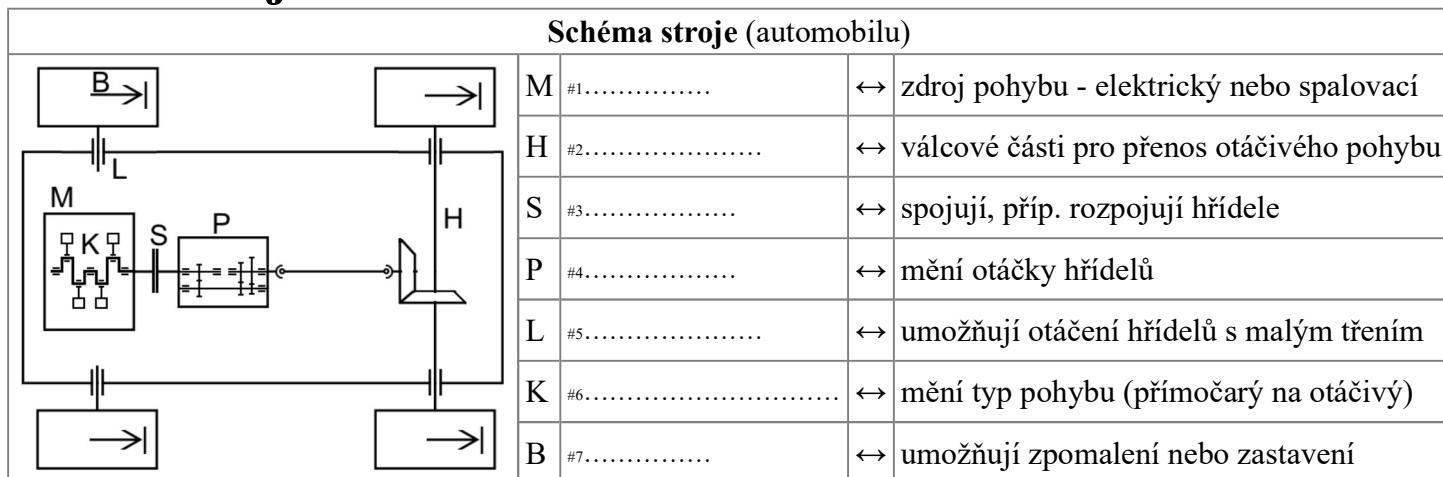 Schéma stroje (automobilu)
B
L
M
K
S
P
H
M #1…………… ↔ zdroj pohybu - elektrický nebo spalovací
H #2………………… ↔ válcové části pro přenos otáčivého pohybu
S #3……………… ↔ spojují, příp. rozpojují hřídele
P #4……………… ↔ mění otáčky hřídelů
L #5………………… ↔ umožňují otáčení hřídelů s malým třením
K #6………………………… ↔ mění typ pohybu (přímočarý na otáčivý)
B #7…………… ↔ umožňují zpomalení nebo zastavení